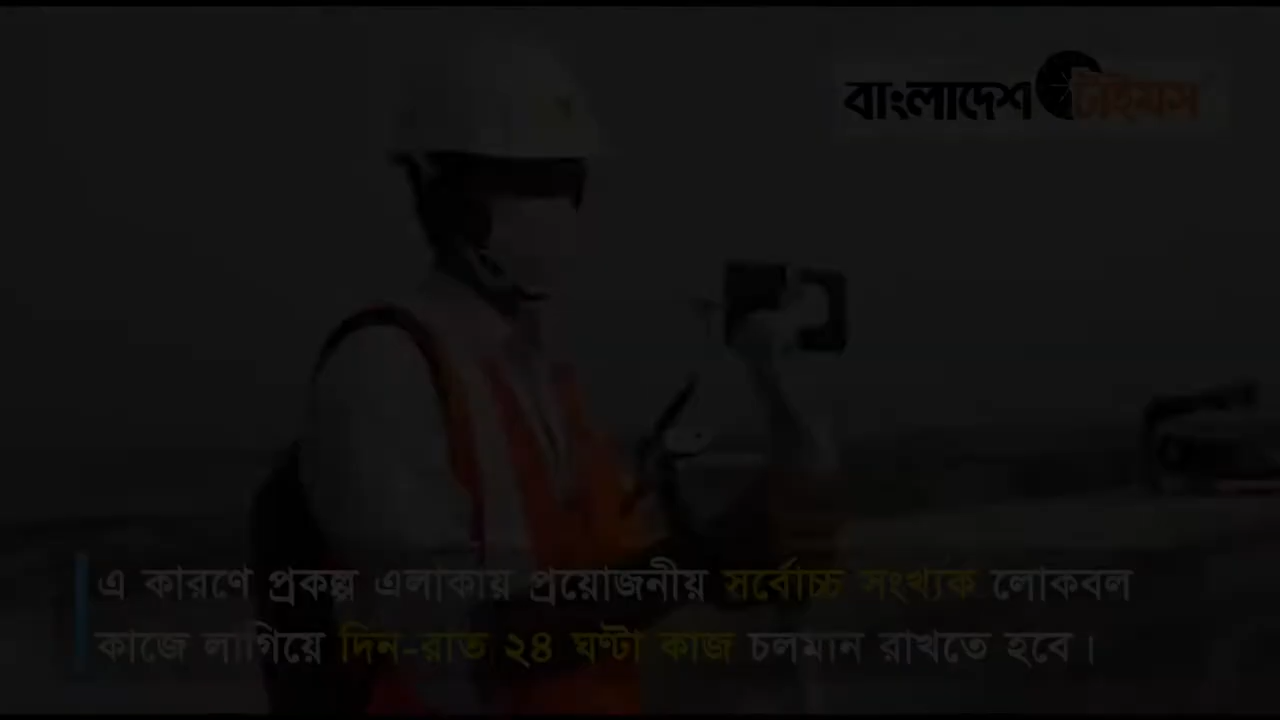 বাংলাদেশ টাইমস
এ কারণে প্রকল্প এলাকায় প্রয়োজনীয় সর্বোচ্চ সংখ্যক লোকবল
কাজে লাগিয়ে দিন-রাত ২৪ ঘণ্টা কাজ চলমান রাখতে হবে।